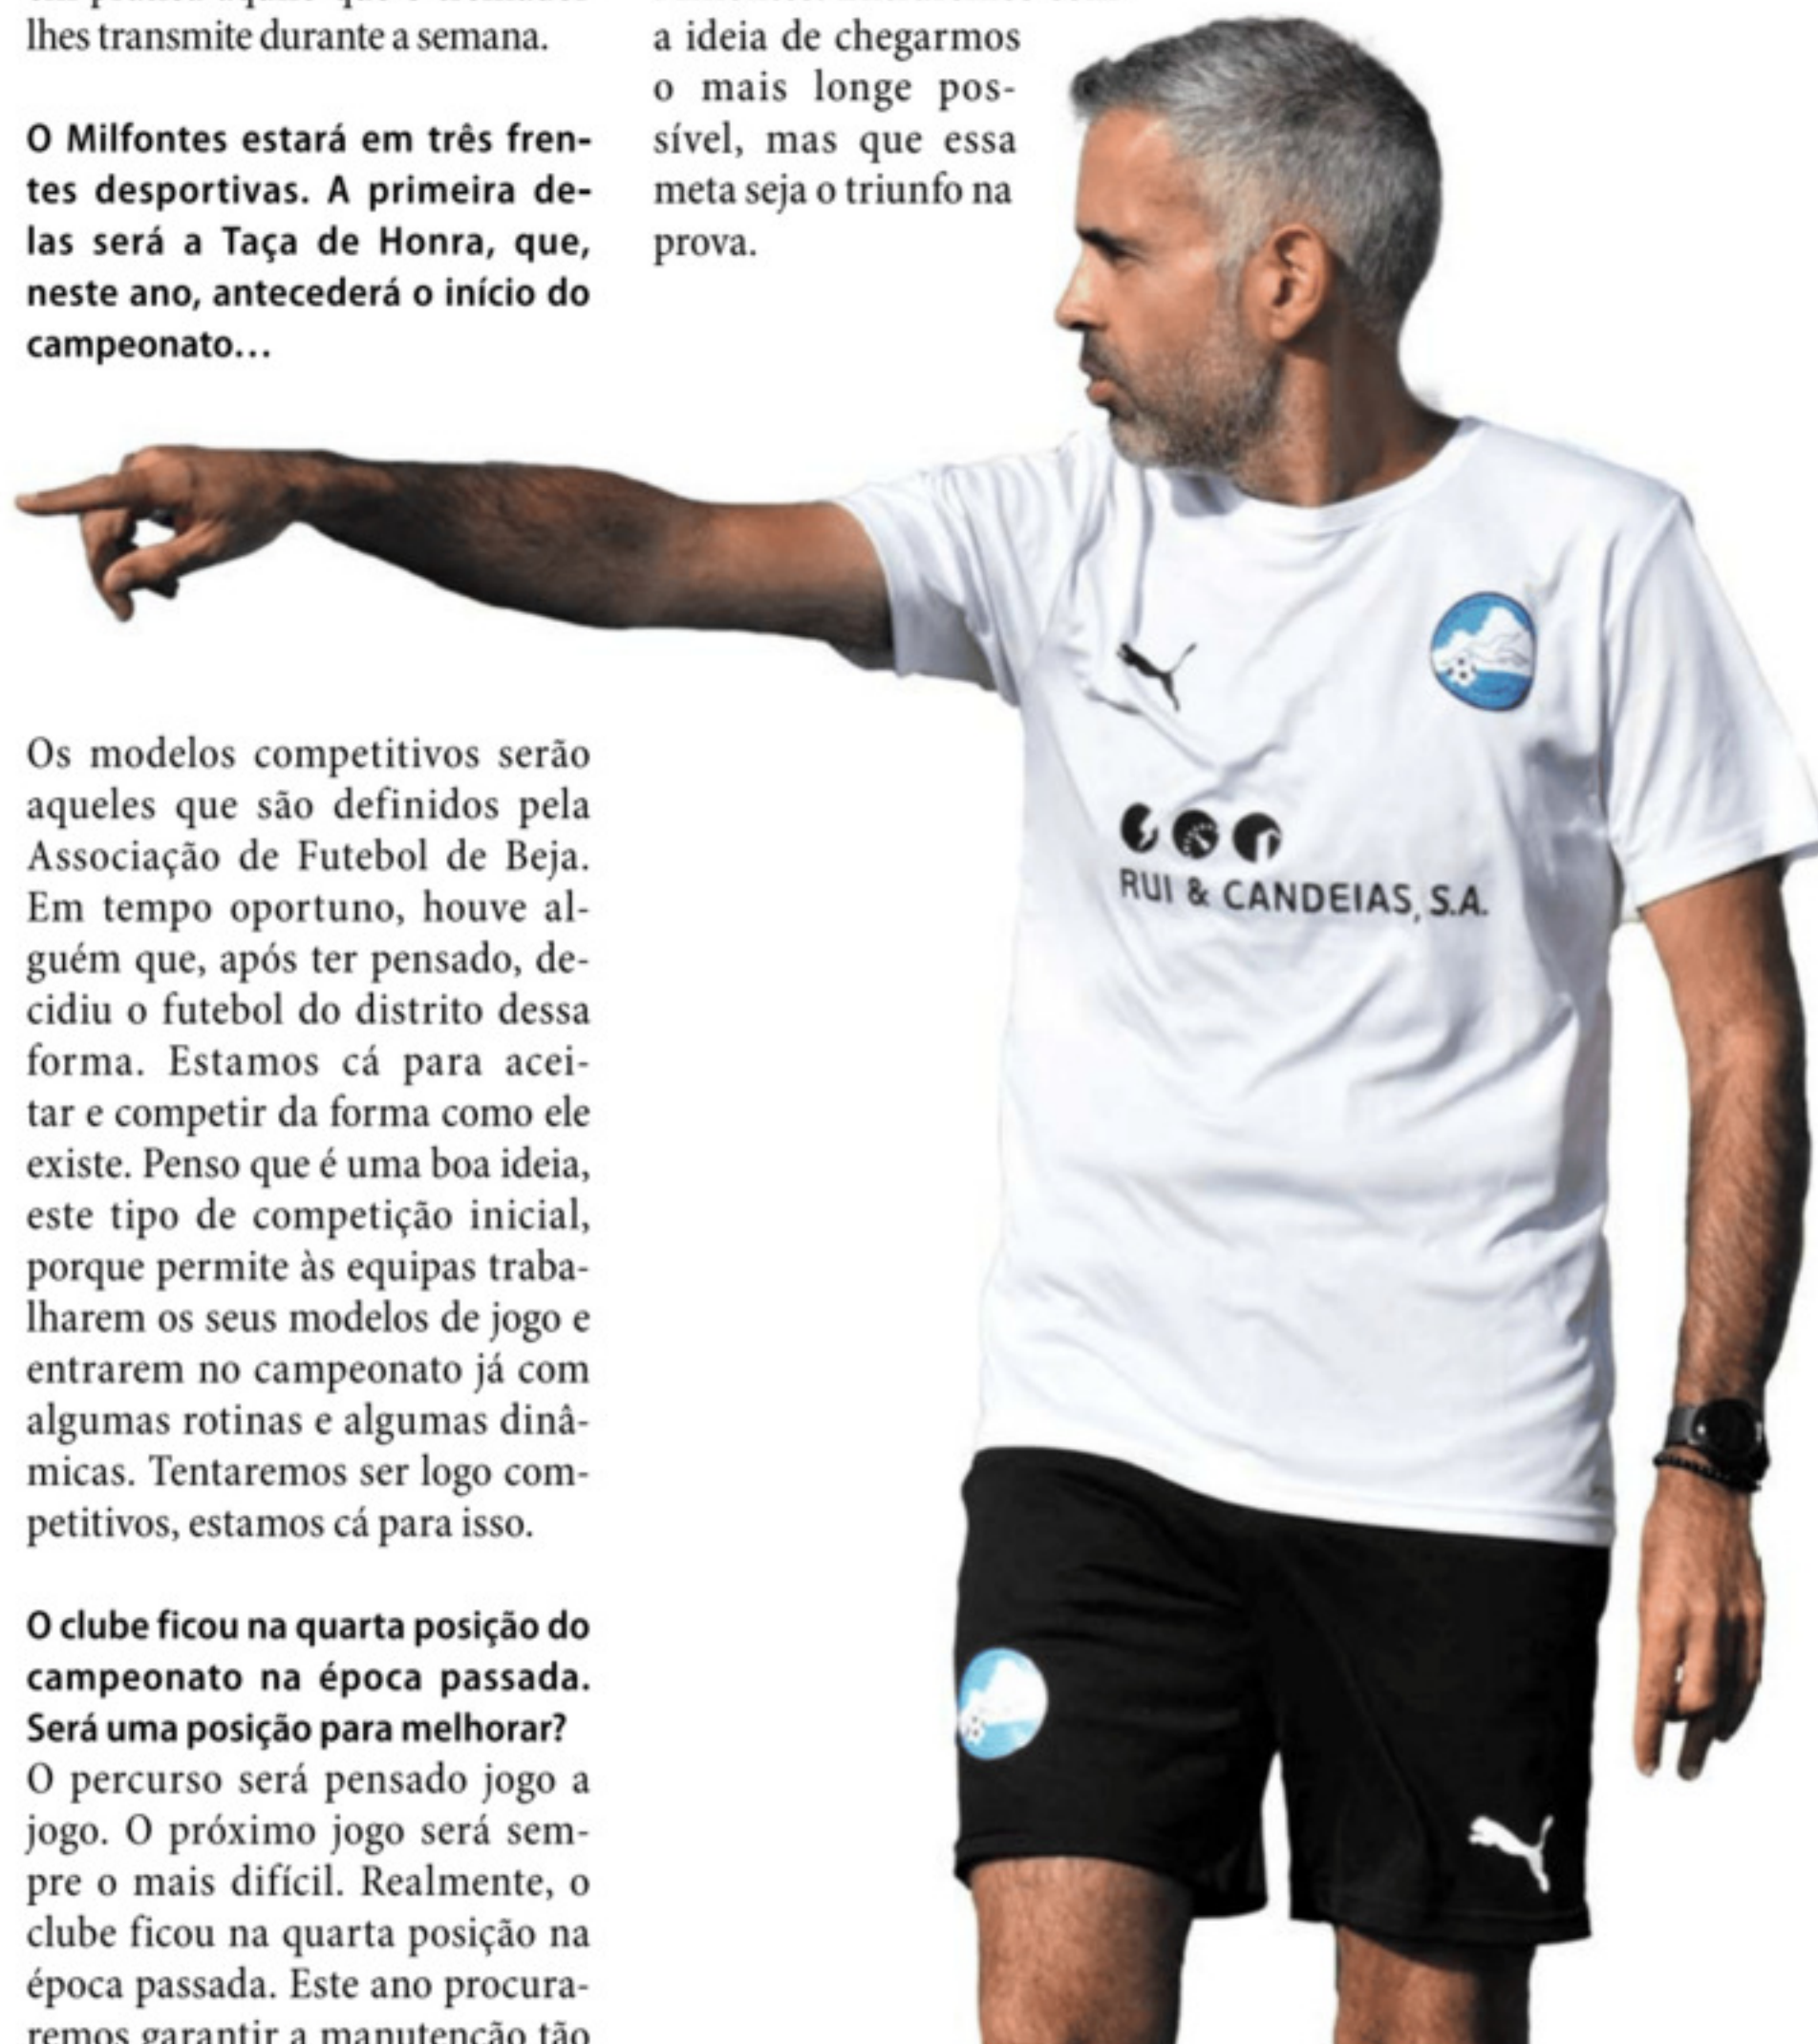 lhes transmite durante a semana.
O Milfontes estará em três fren-
tes desportivas. A primeira de-
las será a Taça de Honra, que,
neste ano, antecederá o início do
campeonato...
Os modelos competitivos serão
aqueles que são definidos pela
Associação de Futebol de Beja.
Em tempo oportuno, houve al-
guém que, após ter pensado, de-
cidiu o futebol do distrito dessa
forma. Estamos cá para acei-
tar e competir da forma como ele
existe. Penso que é uma boa ideia,
este tipo de competição inicial,
porque permite às equipas traba-
lharem os seus modelos de jogo e
entrarem no campeonato já com
algumas rotinas e algumas dinâ-
micas. Tentaremos ser logo com-
petitivos, estamos cá para isso.
O clube ficou na quarta posição do
campeonato na época passada.
Será uma posição para melhorar?
O percurso será pensado jogo a
jogo. O próximo jogo será sem-
pre o mais difícil. Realmente, o
clube ficou na quarta posição na
época passada. Este ano procura-
remos garantir a manutenção tão
a ideia de chegarmos
o mais longe pos-
sível, mas que essa
meta seja o triunfo na
prova.
RUI & CANDEIAS, S.A.